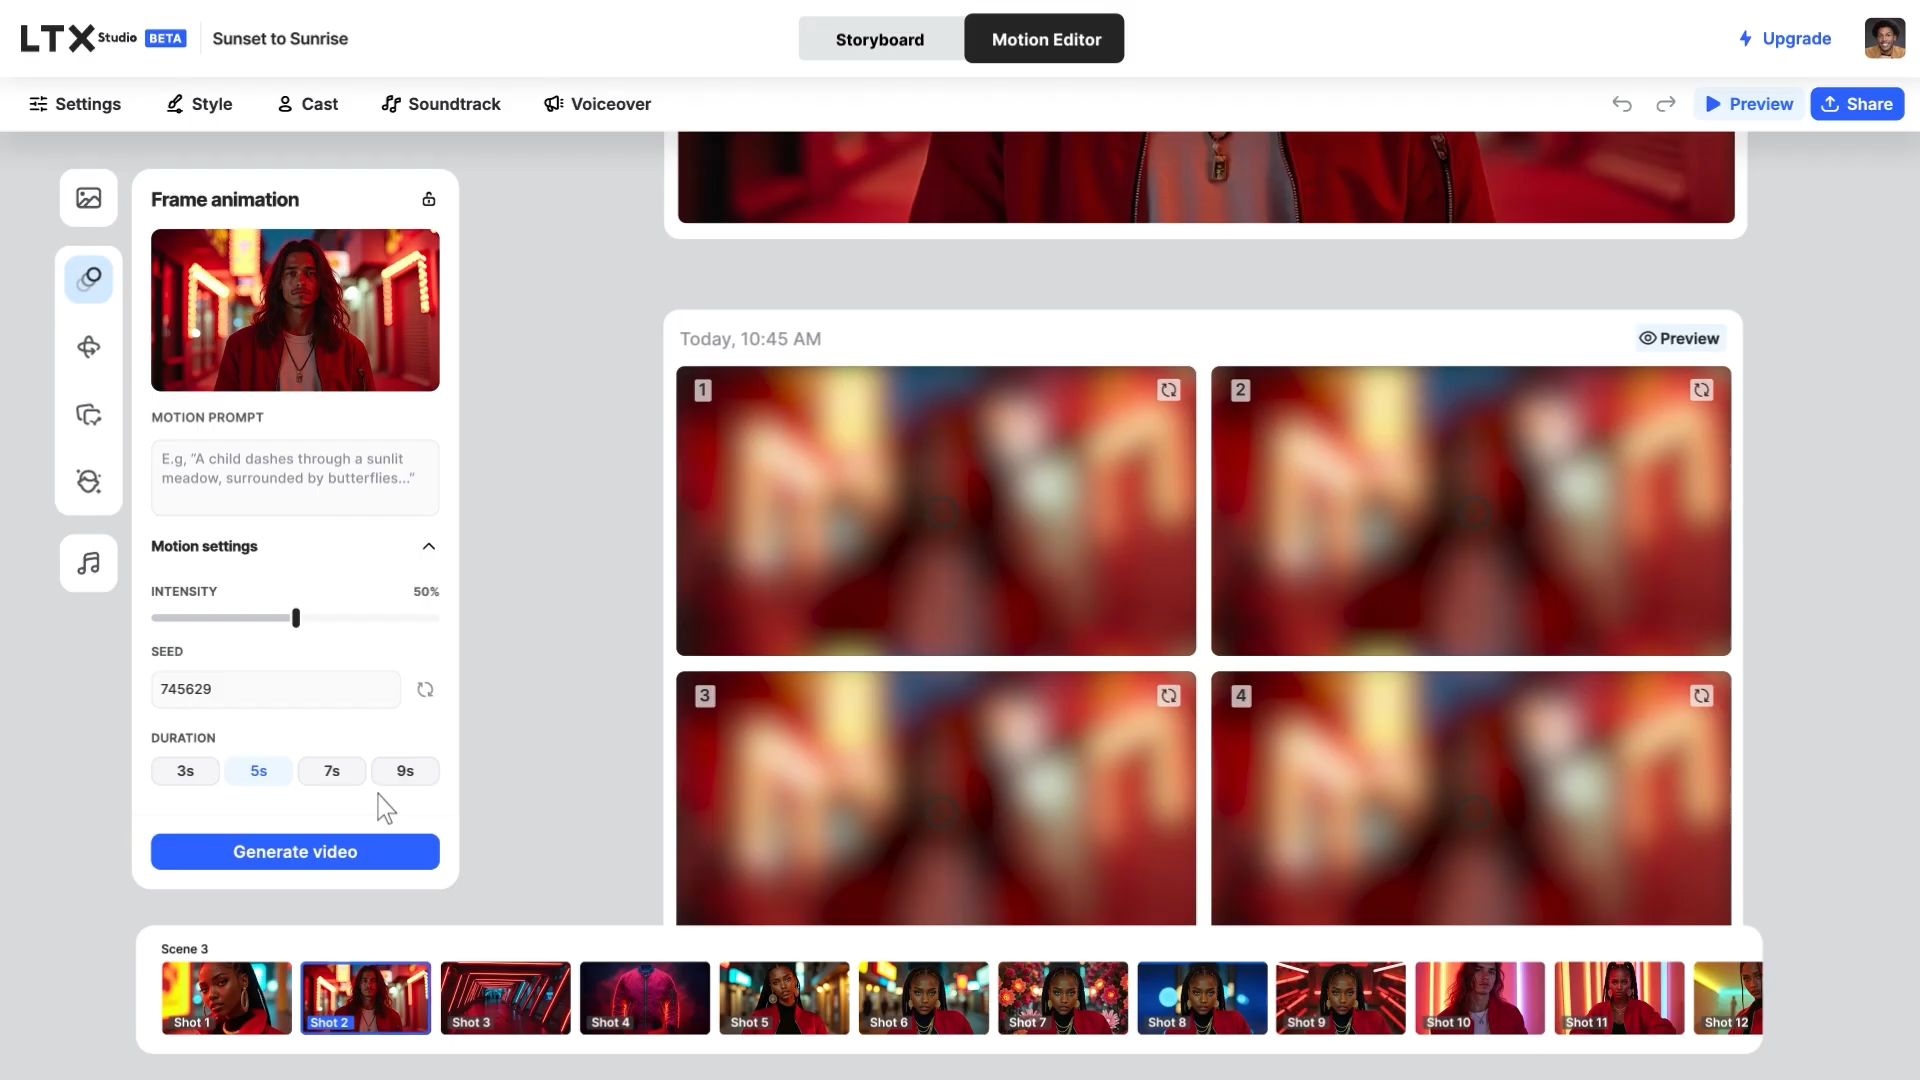 LTX Studio BETA Sunset to Sunrise
Storyboard Motion Editor
Upgrade
Settings Style Cast Soundtrack Voiceover
Preview Share
Frame animation
MOTION PROMPT
E.g, “A child dashes through a sunlit
meadow, surrounded by butterflies...”
Motion settings
INTENSITY 50%
SEED
745629
DURATION
3s 5s 7s 9s
Generate video
Today, 10:45 AM Preview
1 2
3 4
Scene 3
Shot 1 Shot 2 Shot 3 Shot 4 Shot 5 Shot 6 Shot 7 Shot 8 Shot 9 Shot 10 Shot 11 Shot 12